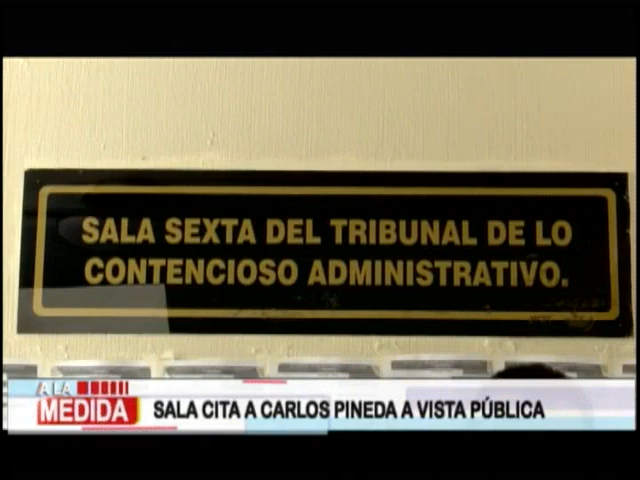 SALA SEXTA DEL TRIBUNAL DE LO
CONTENCIOSO ADMINISTRATIVO.
A LA
MEDIDA
SALA CITA A CARLOS PINEDA A VISTA PÚBLICA